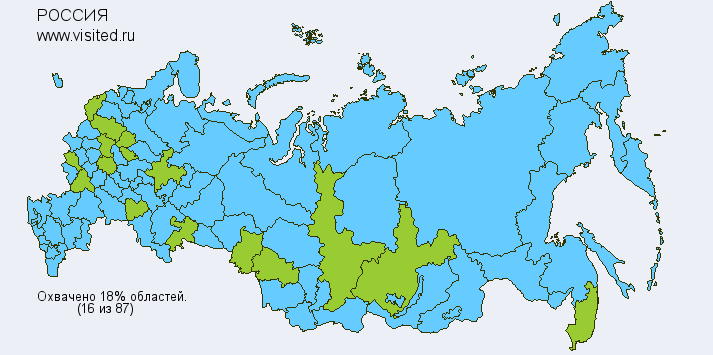 РОССИЯ
www.visited.ru
Охвачено 18% областей.
(16 из 87)